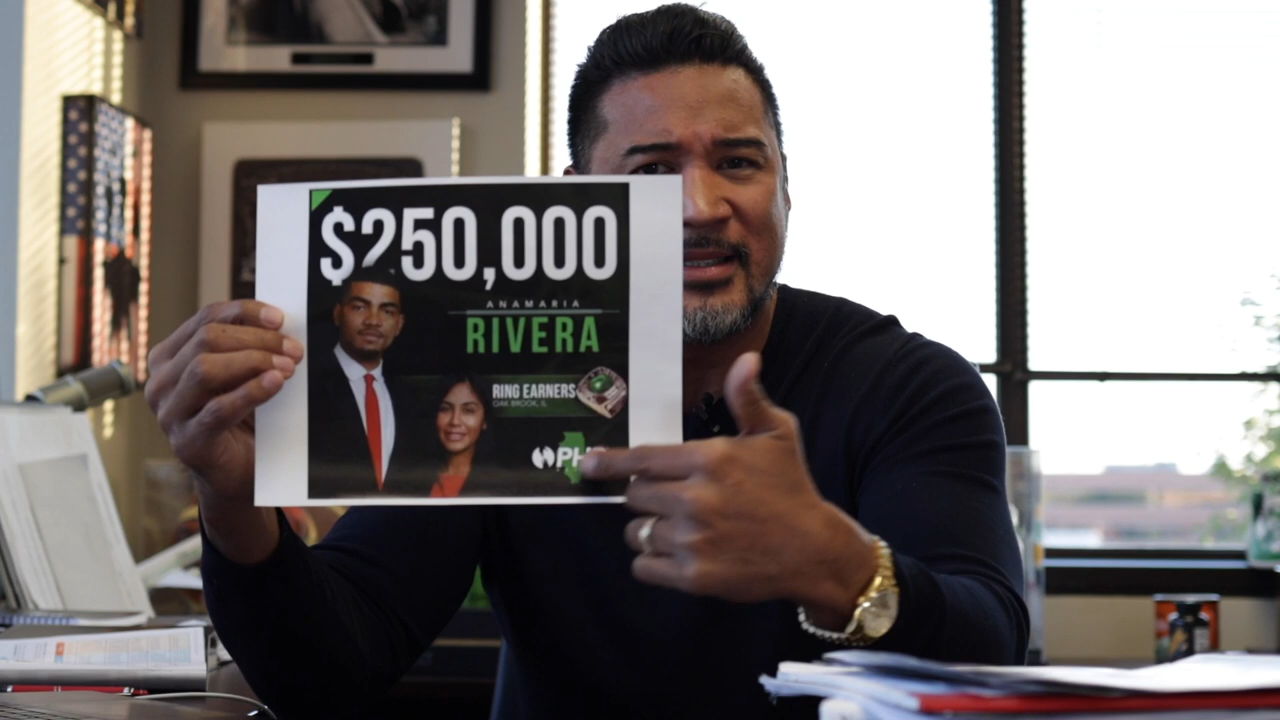 $250,000
ANAMARIA
RIVERA
RING EARNERS
OAK BROOK, IL
PH